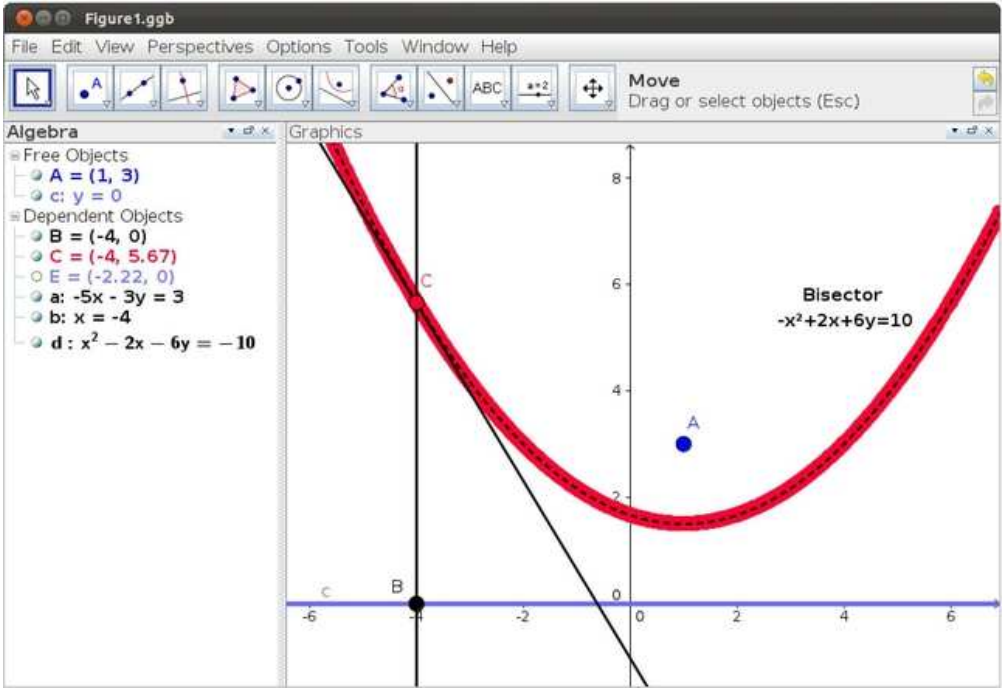 Figure1.ggb
File Edit View Perspectives Options Tools Window Help
A
α
ABC
a=2
Move
Drag or select objects (Esc)
Algebra
Graphics
Free Objects
A = (1, 3)
c: y = 0
Dependent Objects
B = (-4, 0)
C = (-4, 5.67)
E = (-2.22, 0)
a: -5x - 3y = 3
b: x = -4
d : x² − 2x − 6y = −10
8
C
6
Bisector
-x²+2x+6y=10
4
A
2
c
B
0
-6
-4
-2
0
2
4
6